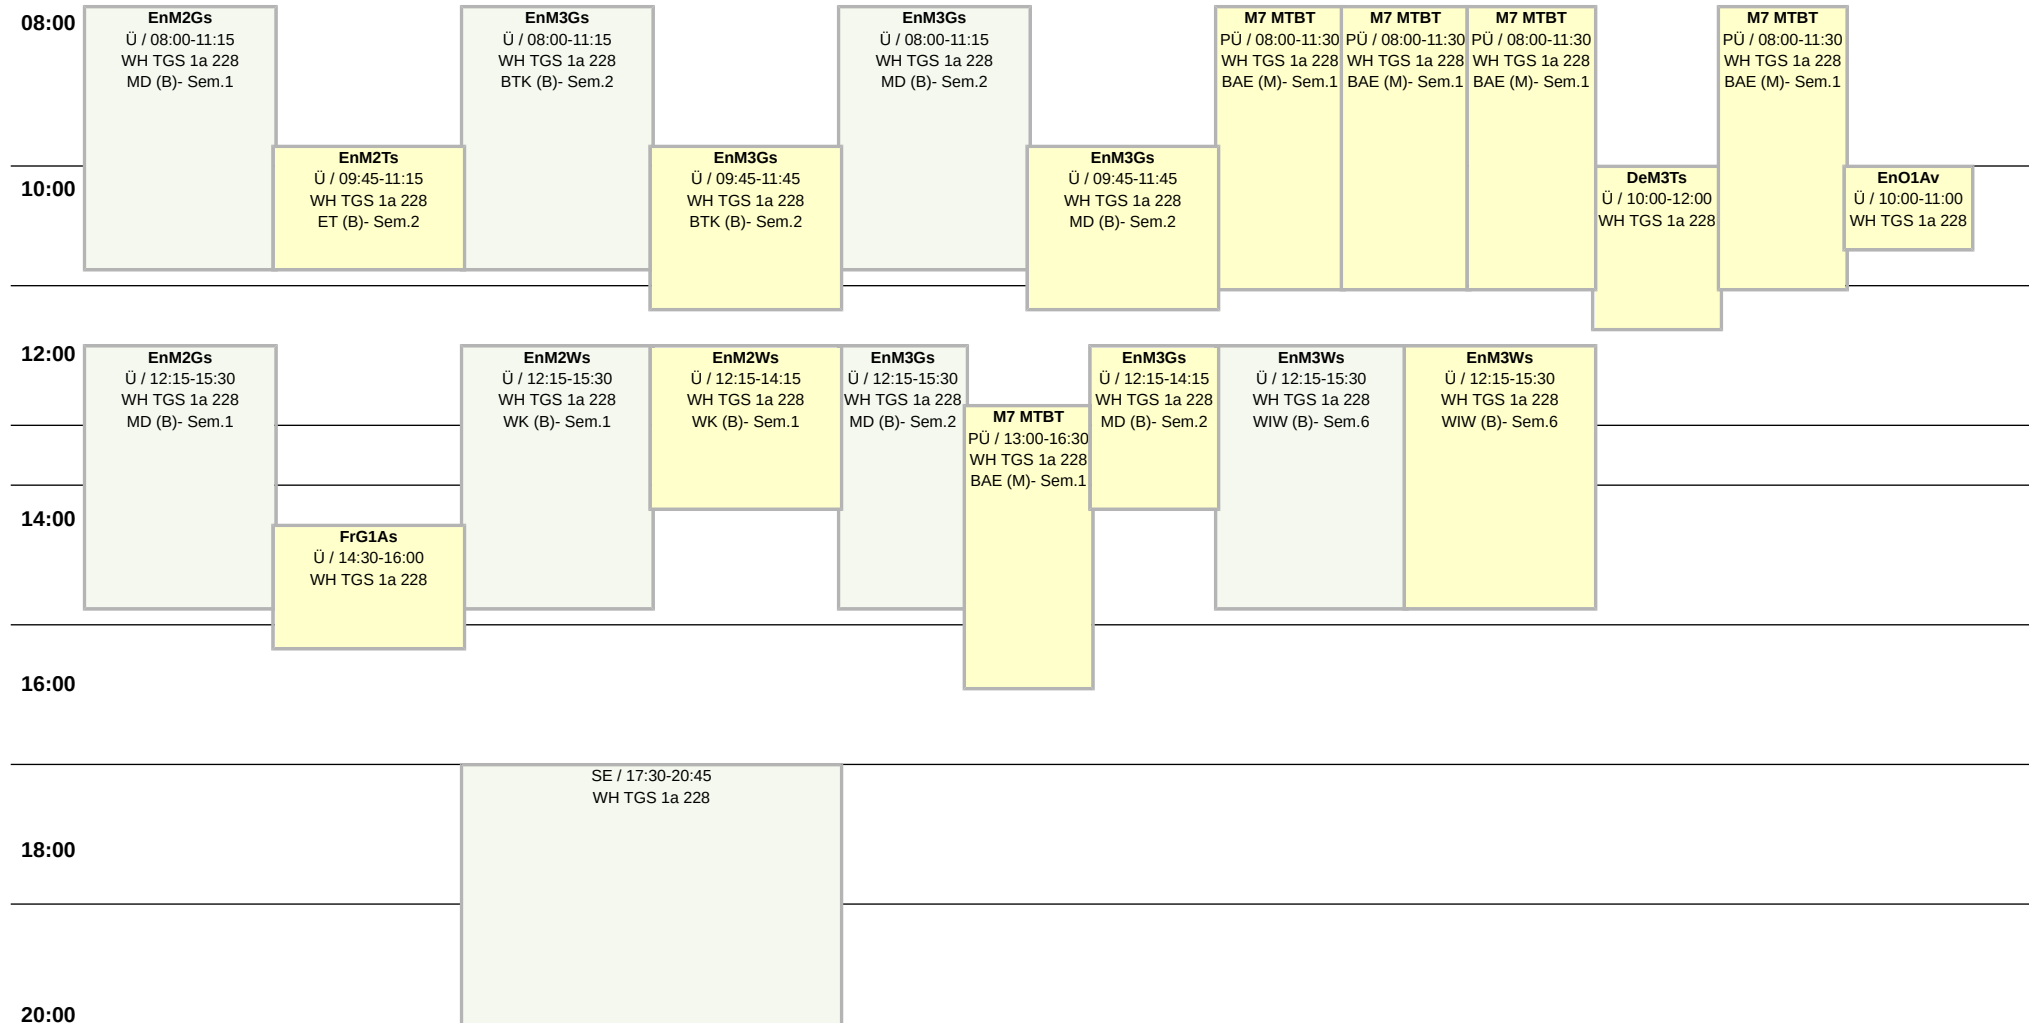 08:00
EnM2Gs
Ü / 08:00-11:15
WH TGS 1a 228
MD (B)- Sem.1
EnM3Gs
Ü / 08:00-11:15
WH TGS 1a 228
BTK (B)- Sem.2
EnM3Gs
Ü / 08:00-11:15
WH TGS 1a 228
MD (B)- Sem.2
M7 MTBT
PÜ / 08:00-11:30
WH TGS 1a 228
BAE (M)- Sem.1
M7 MTBT
PÜ / 08:00-11:30
WH TGS 1a 228
BAE (M)- Sem.1
M7 MTBT
PÜ / 08:00-11:30
WH TGS 1a 228
BAE (M)- Sem.1
M7 MTBT
PÜ / 08:00-11:30
WH TGS 1a 228
BAE (M)- Sem.1
EnM2Ts
Ü / 09:45-11:15
WH TGS 1a 228
ET (B)- Sem.2
EnM3Gs
Ü / 09:45-11:45
WH TGS 1a 228
BTK (B)- Sem.2
EnM3Gs
Ü / 09:45-11:45
WH TGS 1a 228
MD (B)- Sem.2
10:00
DeM3Ts
Ü / 10:00-12:00
WH TGS 1a 228
EnO1Av
Ü / 10:00-11:00
WH TGS 1a 228
12:00
EnM2Gs
Ü / 12:15-15:30
WH TGS 1a 228
MD (B)- Sem.1
EnM2Ws
Ü / 12:15-15:30
WH TGS 1a 228
WK (B)- Sem.1
EnM2Ws
Ü / 12:15-14:15
WH TGS 1a 228
WK (B)- Sem.1
EnM3Gs
Ü / 12:15-15:30
WH TGS 1a 228
MD (B)- Sem.2
M7 MTBT
PÜ / 13:00-16:30
WH TGS 1a 228
BAE (M)- Sem.1
EnM3Gs
Ü / 12:15-14:15
WH TGS 1a 228
MD (B)- Sem.2
EnM3Ws
Ü / 12:15-15:30
WH TGS 1a 228
WIW (B)- Sem.6
EnM3Ws
Ü / 12:15-15:30
WH TGS 1a 228
WIW (B)- Sem.6
14:00
FrG1As
Ü / 14:30-16:00
WH TGS 1a 228
16:00
SE / 17:30-20:45
WH TGS 1a 228
18:00
20:00